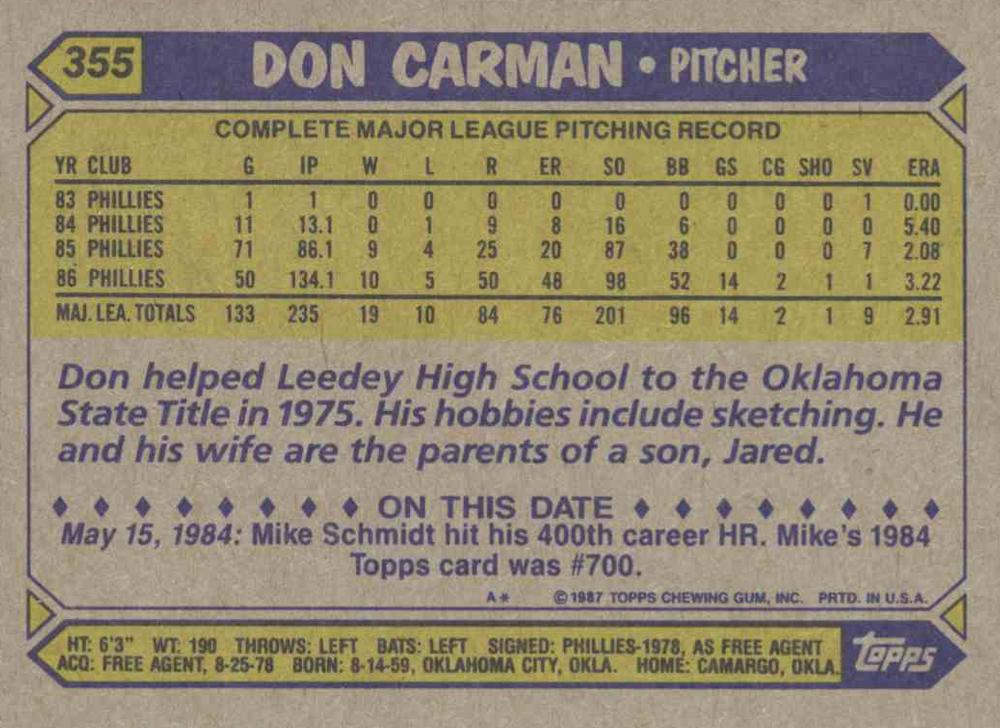 355 DON CARMAN • PITCHER
COMPLETE MAJOR LEAGUE PITCHING RECORD
YR CLUB G IP W L R ER SO BB GS CG SHO SV ERA
83 PHILLIES 1 1 0 0 0 0 0 0 0 0 0 1 0.00
84 PHILLIES 11 13.1 0 1 9 8 16 6 0 0 0 0 5.40
85 PHILLIES 71 86.1 9 4 25 20 87 38 0 0 0 7 2.08
86 PHILLIES 50 134.1 10 5 50 48 98 52 14 2 1 1 3.22
MAJ. LEA. TOTALS 133 235 19 10 84 76 201 96 14 2 1 9 2.91
Don helped Leedey High School to the Oklahoma
State Title in 1975. His hobbies include sketching. He
and his wife are the parents of a son, Jared.
♦ ♦ ♦ ♦ ♦ ♦ ♦ ♦ ON THIS DATE ♦ ♦ ♦ ♦ ♦ ♦ ♦ ♦
May 15, 1984: Mike Schmidt hit his 400th career HR. Mike's 1984
Topps card was #700.
A* © 1987 TOPPS CHEWING GUM, INC. PRTD. IN U.S.A.
HT: 6'3" WT: 190 THROWS: LEFT BATS: LEFT SIGNED: PHILLIES-1978, AS FREE AGENT
ACQ: FREE AGENT, 8-25-78 BORN: 8-14-59, OKLAHOMA CITY, OKLA. HOME: CAMARGO, OKLA.
TOPPS